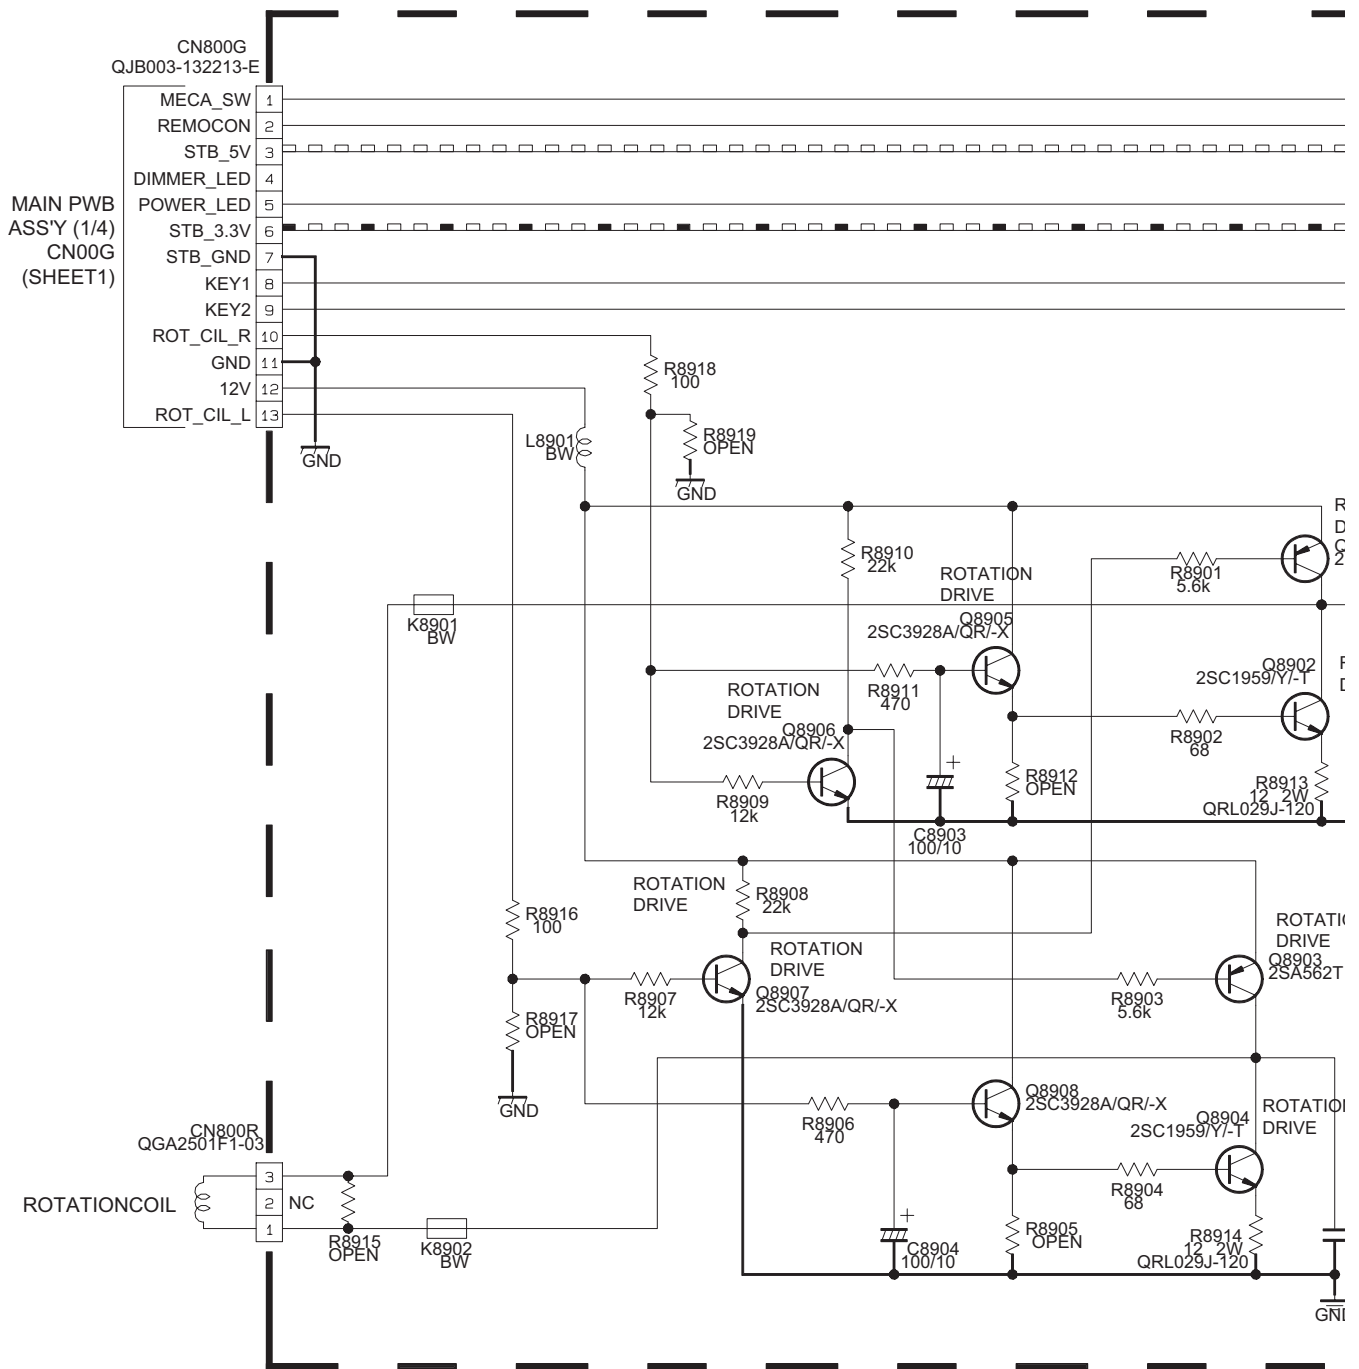 CN800G
QJB003-132213-E
MECA_SW 1
REMOCON 2
STB_5V 3
DIMMER_LED 4
POWER_LED 5
STB_3.3V 6
STB_GND 7
KEY1 8
KEY2 9
ROT_CIL_R 10
GND 11
12V 12
ROT_CIL_L 13
MAIN PWB
ASS'Y (1/4)
CN00G
(SHEET1)
GND
R8918
100
R8919
OPEN
GND
L8901
BW
R8910
22k
ROTATION
DRIVE
Q8905
2SC3928A/QR/-X
R8901
5.6k
R
D
Q
2
K8901
BW
R8911
470
Q8902
2SC1959/Y/-T
D
ROTATION
DRIVE
Q8906
2SC3928A/QR/-X
R8902
68
R8909
12k
+
C8903
100/10
R8912
OPEN
R8913
12 2W
QRL029J-120
ROTATION
DRIVE
R8908
22k
R8916
100
ROTATION
DRIVE
Q8907
2SC3928A/QR/-X
R8907
12k
R8917
OPEN
GND
R8903
5.6k
ROTATI
DRIVE
Q8903
2SA562T
R8906
470
Q8908
2SC3928A/QR/-X
Q8904
2SC1959/Y/-T
ROTATION
DRIVE
R8904
68
CN800R
QGA2501F1-03
ROTATIONCOIL
3
2 NC
1
R8915
OPEN
K8902
BW
+
C8904
100/10
R8905
OPEN
R8914
12 2W
QRL029J-120
GND